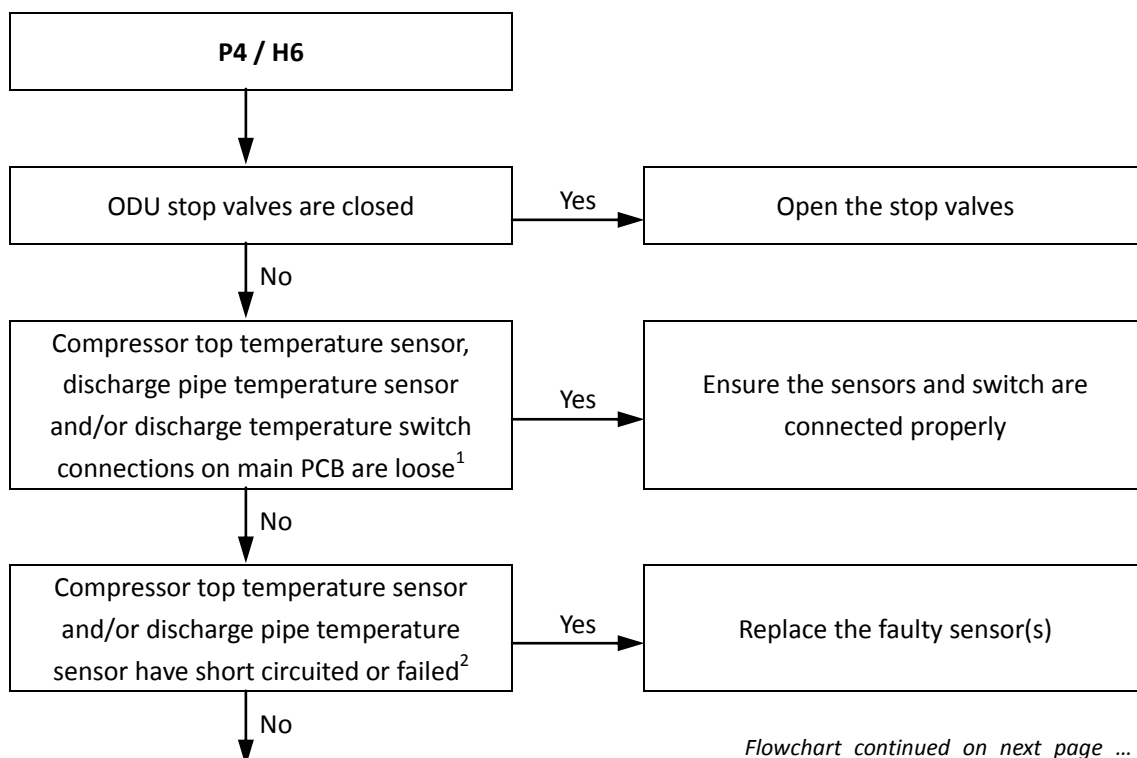 P4 / H6
ODU stop valves are closed
Yes
Open the stop valves
No
Compressor top temperature sensor,
discharge pipe temperature sensor
and/or discharge temperature switch
connections on main PCB are loose1
Yes
Ensure the sensors and switch are
connected properly
No
Compressor top temperature sensor
and/or discharge pipe temperature
sensor have short circuited or failed2
Yes
Replace the faulty sensor(s)
No
Flowchart continued on next page ...